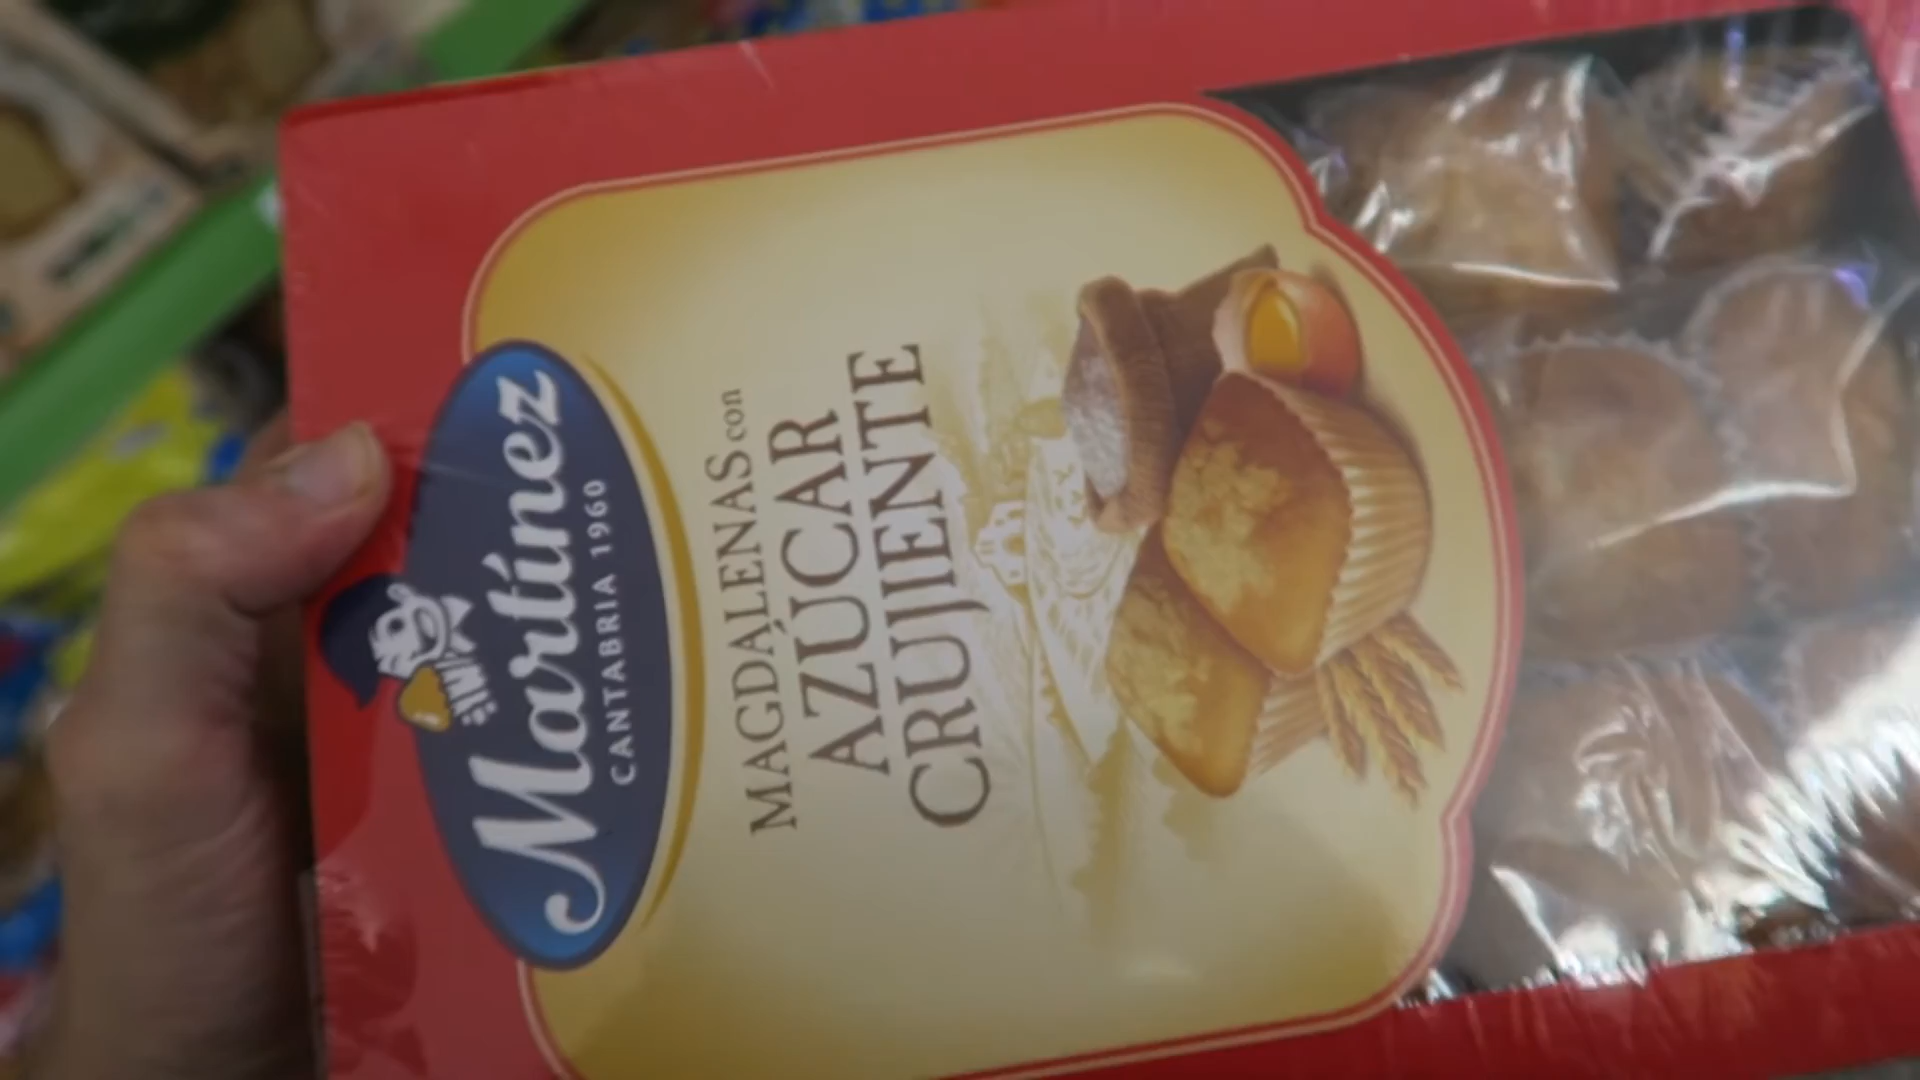 Martínez
CANTABRIA 1960
MAGDALENAS con
AZÚCAR
CRUJIENTE